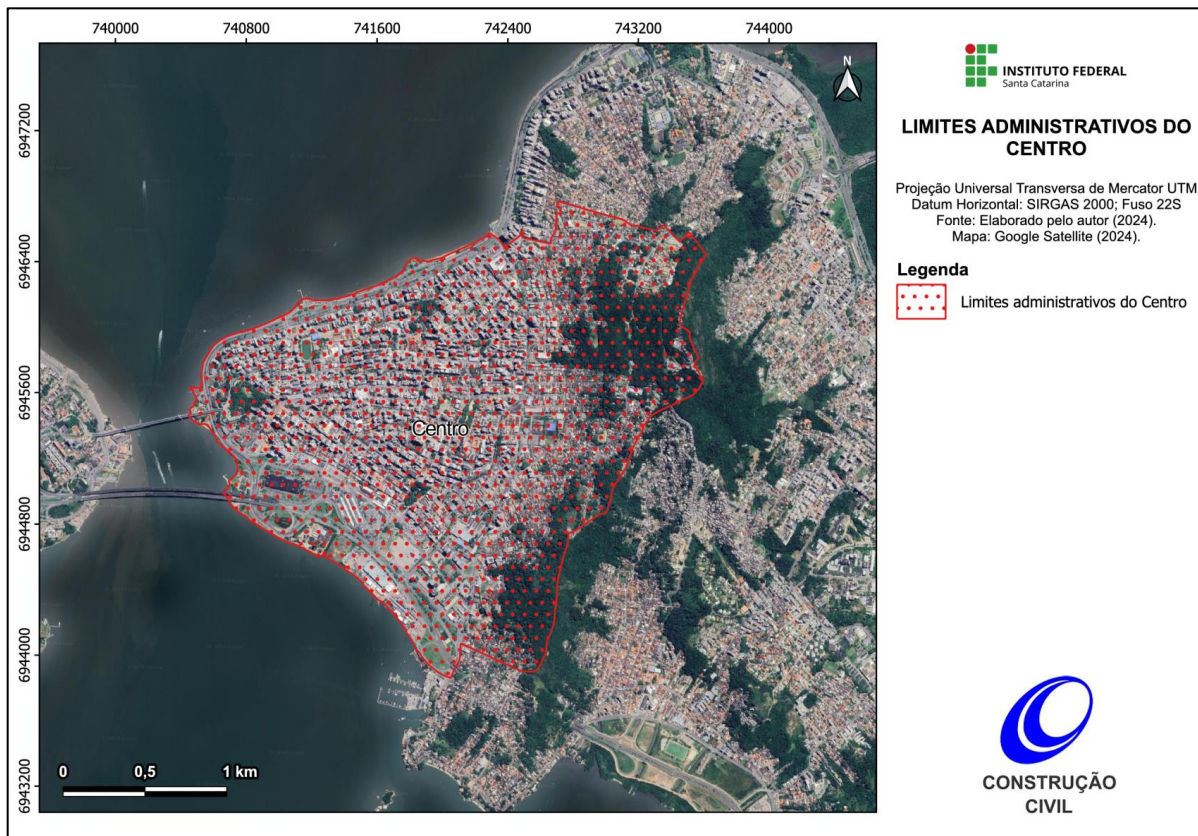 740000 740800 741600 742400 743200 744000
6947200
6946400
6945600
6944800
6944000
6943200
N
Centro
0 0,5 1 km
INSTITUTO FEDERAL
Santa Catarina
LIMITES ADMINISTRATIVOS DO
CENTRO
Projeção Universal Transversa de Mercator UTM
Datum Horizontal: SIRGAS 2000; Fuso 22S
Fonte: Elaborado pelo autor (2024).
Mapa: Google Satellite (2024).
Legenda
Limites administrativos do Centro
CONSTRUÇÃO
CIVIL